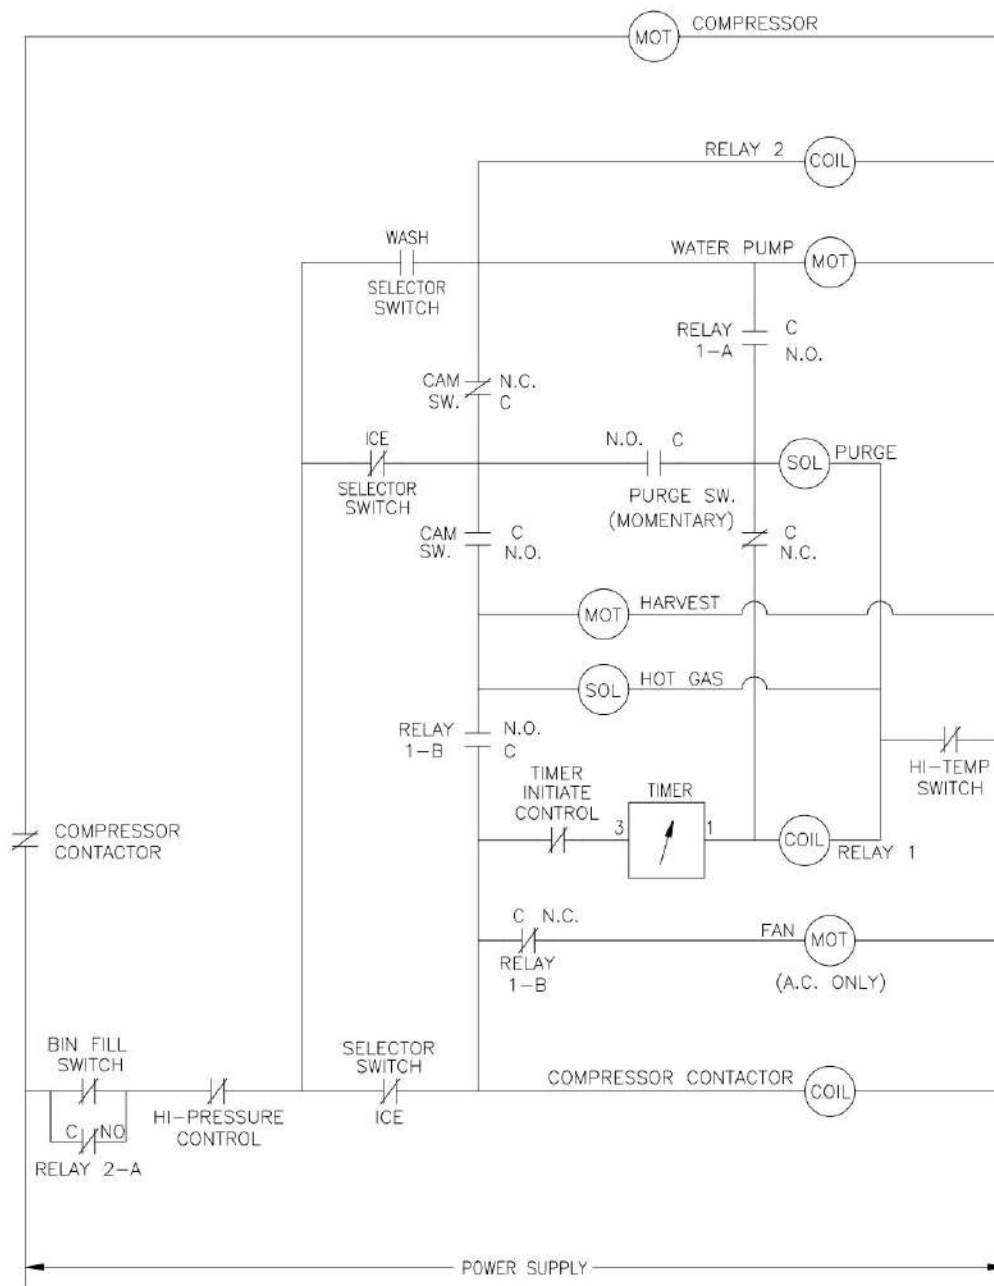 MOT COMPRESSOR
RELAY 2 COIL
WASH
SELECTOR
SWITCH
WATER PUMP MOT
RELAY
1-A
C
N.O.
CAM
SW.
N.C.
C
ICE
SELECTOR
SWITCH
N.O. C
PURGE SW.
(MOMENTARY)
SOL PURGE
CAM
SW.
C
N.O.
C
N.C.
MOT HARVEST
SOL HOT GAS
RELAY
1-B
N.O.
C
HI-TEMP
SWITCH
TIMER
INITIATE
CONTROL
TIMER
3 1
COIL RELAY 1
COMPRESSOR
CONTACTOR
C N.C.
RELAY
1-B
FAN MOT
(A.C. ONLY)
BIN FILL
SWITCH
C NO
RELAY 2-A
HI-PRESSURE
CONTROL
SELECTOR
SWITCH
ICE
COMPRESSOR CONTACTOR COIL
POWER SUPPLY